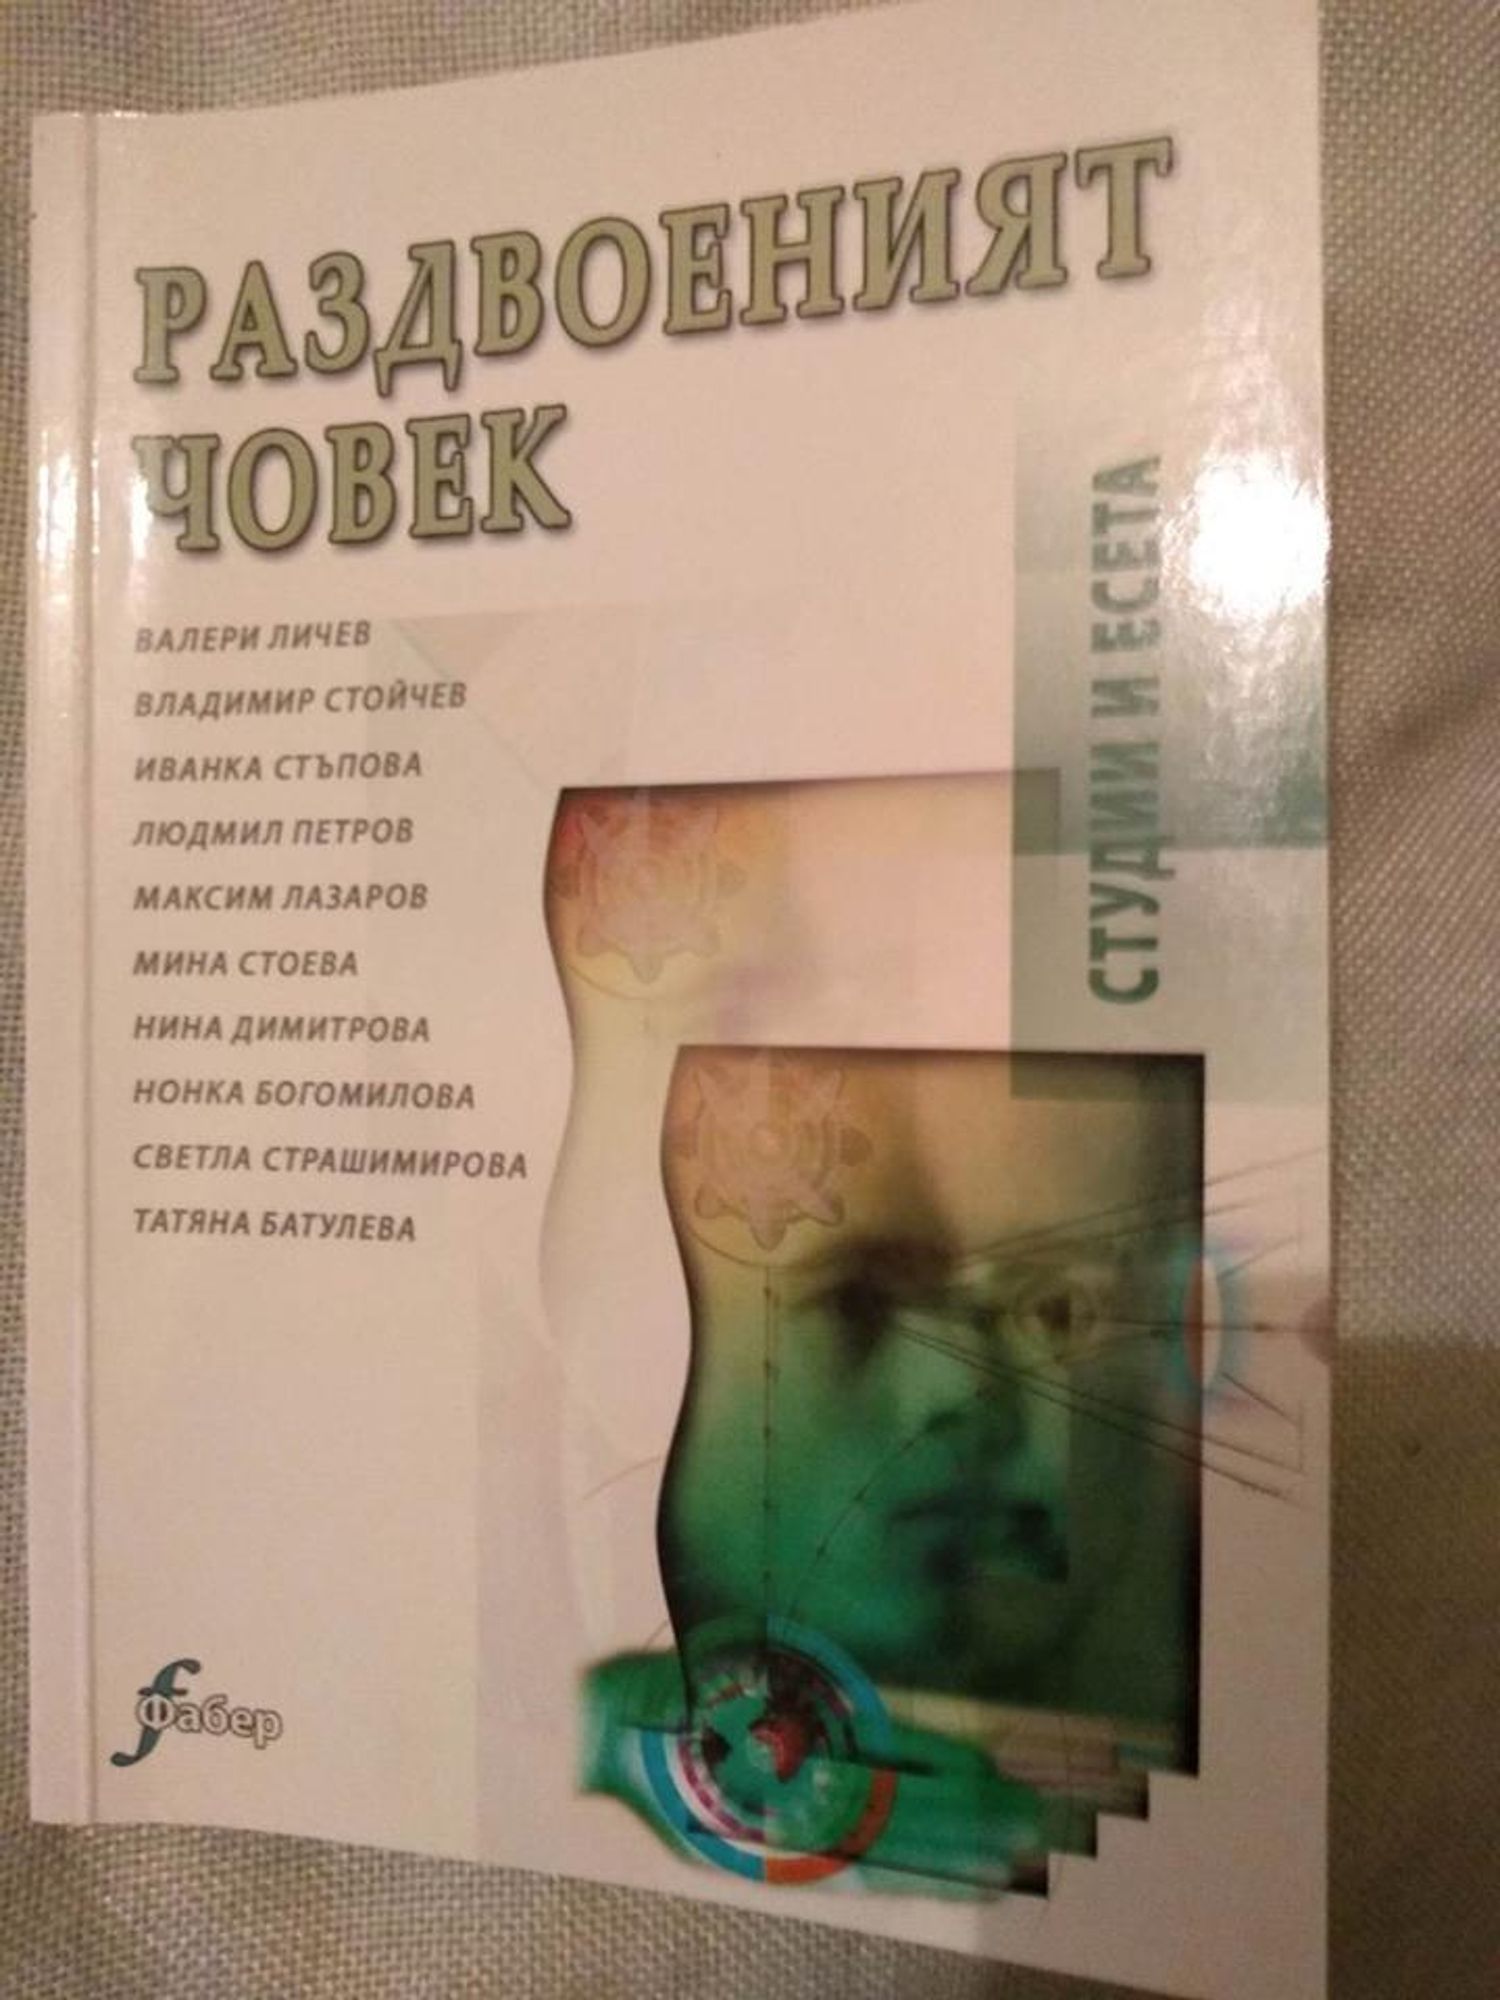 РАЗДВОЕНИЯТ
ЧОВЕК
ВАЛЕРИ ЛИЧЕВ
ВЛАДИМИР СТОЙЧЕВ
ИВАНКА СТЪПОВА
ЛЮДМИЛ ПЕТРОВ
МАКСИМ ЛАЗАРОВ
МИНА СТОЕВА
НИНА ДИМИТРОВА
НОНКА БОГОМИЛОВА
СВЕТЛА СТРАШИМИРОВА
ТАТЯНА БАТУЛЕВА
СТУДИИ И ЕСЕТА
f Фабер